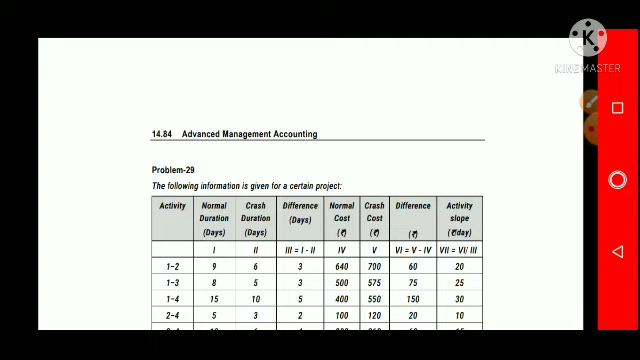 K
KINEMASTER
14.84 Advanced Management Accounting
Problem-29
The following information is given for a certain project:
Activity Normal Duration (Days) Crash Duration (Days) Difference (Days) Normal Cost (₹) Crash Cost (₹) Difference (₹) Activity slope (₹/day)
I II III = I - II IV V VI = V - IV VII = VI/ III
1–2 9 6 3 640 700 60 20
1–3 8 5 3 500 575 75 25
1–4 15 10 5 400 550 150 30
2–4 5 3 2 100 120 20 10